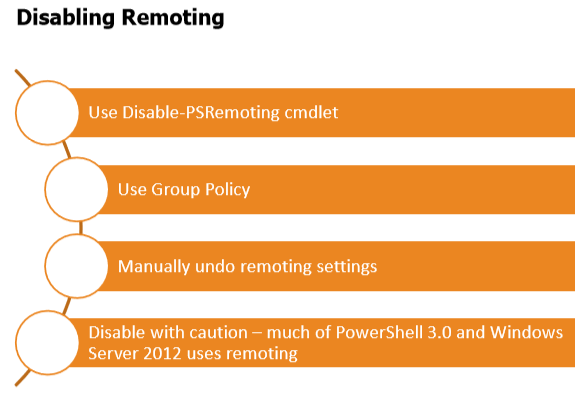 Disabling Remoting
Use Disable-PSRemoting cmdlet
Use Group Policy
Manually undo remoting settings
Disable with caution – much of PowerShell 3.0 and Windows
Server 2012 uses remoting